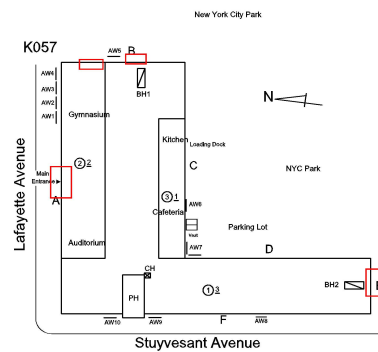 New York City Park
K057
AW5
B
AW4
AW3
AW2
AW1
BH1
Gymnasium
N
Kitchen
Loading Dock
C
NYC Park
2 2
Main
Entrance
A
3 1
AW6
Cafeteria
Vault
Parking Lot
Auditorium
AW7
D
CH
PH
1 3
BH2
E
AW10
AW9
F
AW8
Lafayette Avenue
Stuyvesant Avenue